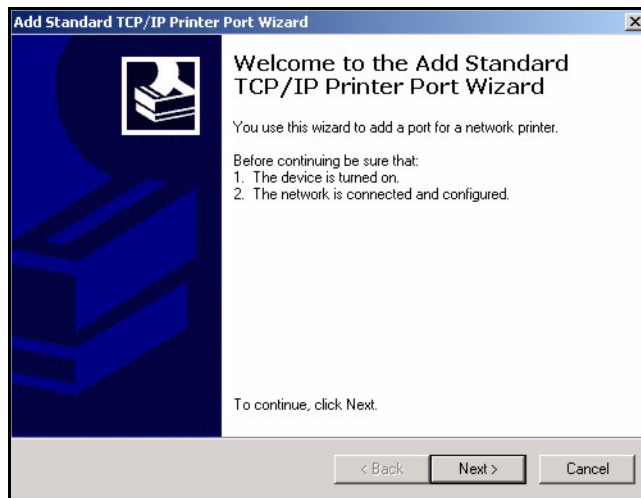 Add Standard TCP/IP Printer Port Wizard
Welcome to the Add Standard
TCP/IP Printer Port Wizard
You use this wizard to add a port for a network printer.
Before continuing be sure that:
1. The device is turned on.
2. The network is connected and configured.
To continue, click Next.
< Back
Next >
Cancel